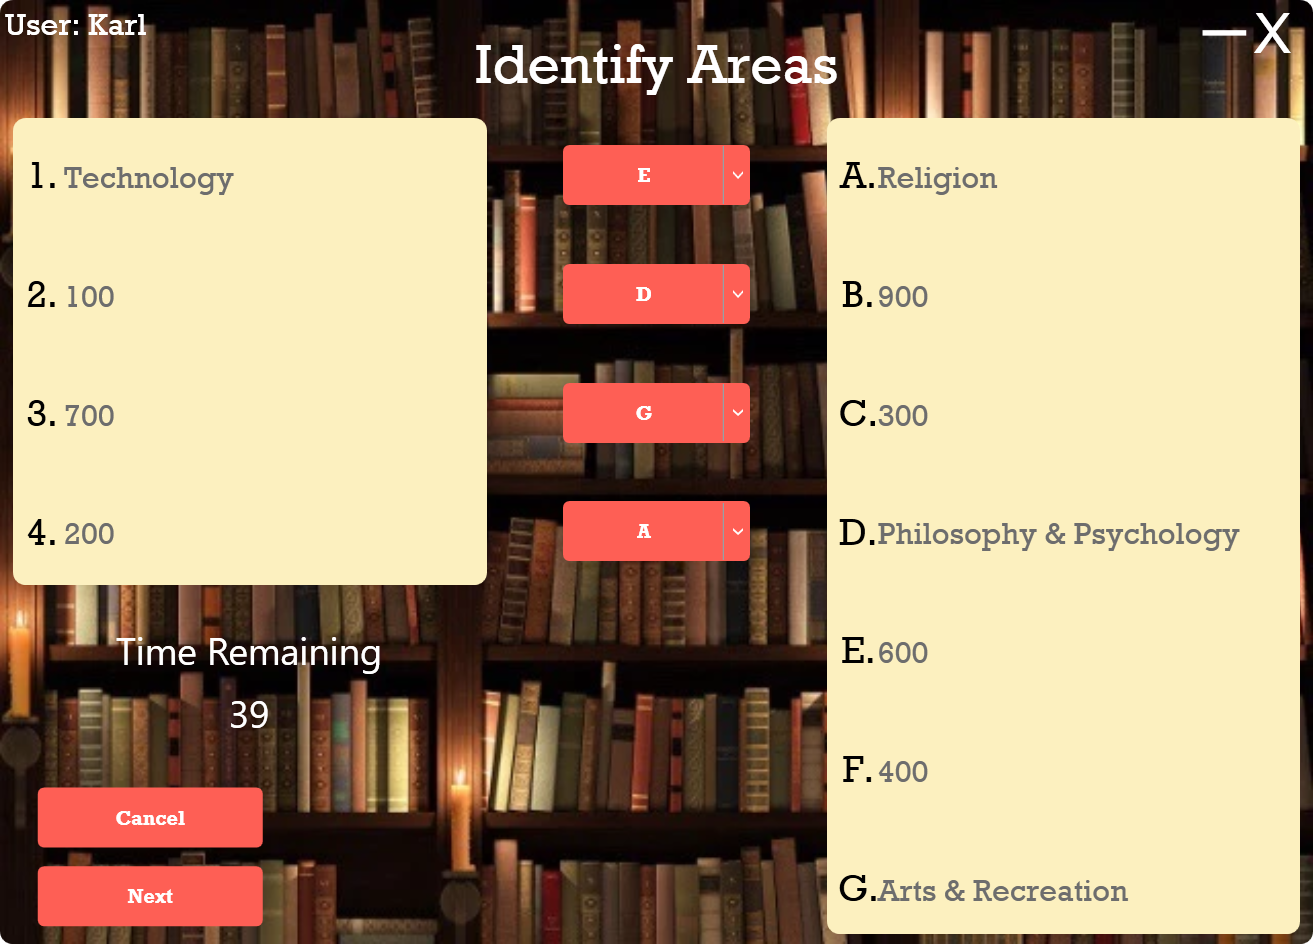 User: Karl
— X
Identify Areas
1. Technology
E
A. Religion
2. 100
D
B. 900
3. 700
G
C. 300
4. 200
A
D. Philosophy & Psychology
Time Remaining
39
E. 600
F. 400
Cancel
Next
G. Arts & Recreation